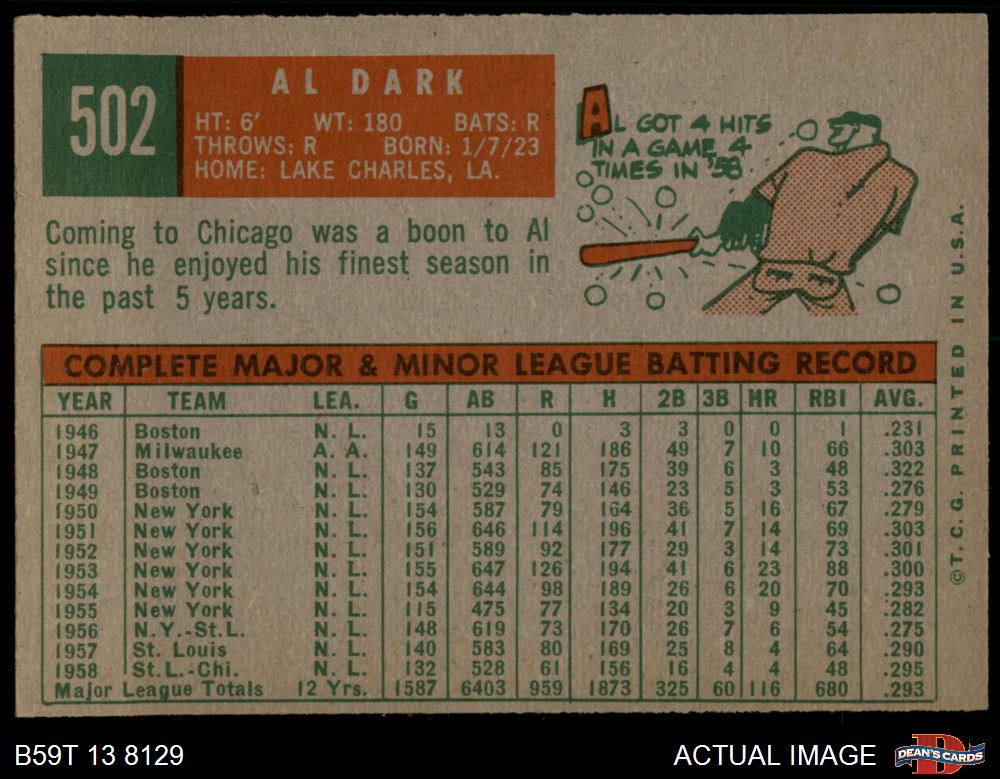 502
AL DARK
HT: 6' WT: 180 BATS: R
THROWS: R BORN: 1/7/23
HOME: LAKE CHARLES, LA.
AL GOT 4 HITS
IN A GAME 4
TIMES IN '58.
Coming to Chicago was a boon to Al
since he enjoyed his finest season in
the past 5 years.
COMPLETE MAJOR & MINOR LEAGUE BATTING RECORD
YEAR TEAM LEA. G AB R H 2B 3B HR RBI AVG.
1946 Boston N. L. 15 13 0 3 3 0 0 1 .231
1947 Milwaukee A. A. 149 614 121 186 49 7 10 66 .303
1948 Boston N. L. 137 543 85 175 39 6 3 48 .322
1949 Boston N. L. 130 529 74 146 23 5 3 53 .276
1950 New York N. L. 154 587 79 164 36 5 16 67 .279
1951 New York N. L. 156 646 114 196 41 7 14 69 .303
1952 New York N. L. 151 589 92 177 29 3 14 73 .301
1953 New York N. L. 155 647 126 194 41 6 23 88 .300
1954 New York N. L. 154 644 98 189 26 6 20 70 .293
1955 New York N. L. 115 475 77 134 20 3 9 45 .282
1956 N.Y.-St.L. N. L. 148 619 73 170 26 7 6 54 .275
1957 St. Louis N. L. 140 583 80 169 25 8 4 64 .290
1958 St.L.-Chi. N. L. 132 528 61 156 16 4 4 48 .295
Major League Totals 12 Yrs. 1587 6403 959 1873 325 60 116 680 .293
© T. C. G. PRINTED IN U.S.A.
B59T 13 8129
ACTUAL IMAGE
DEAN'S CARDS